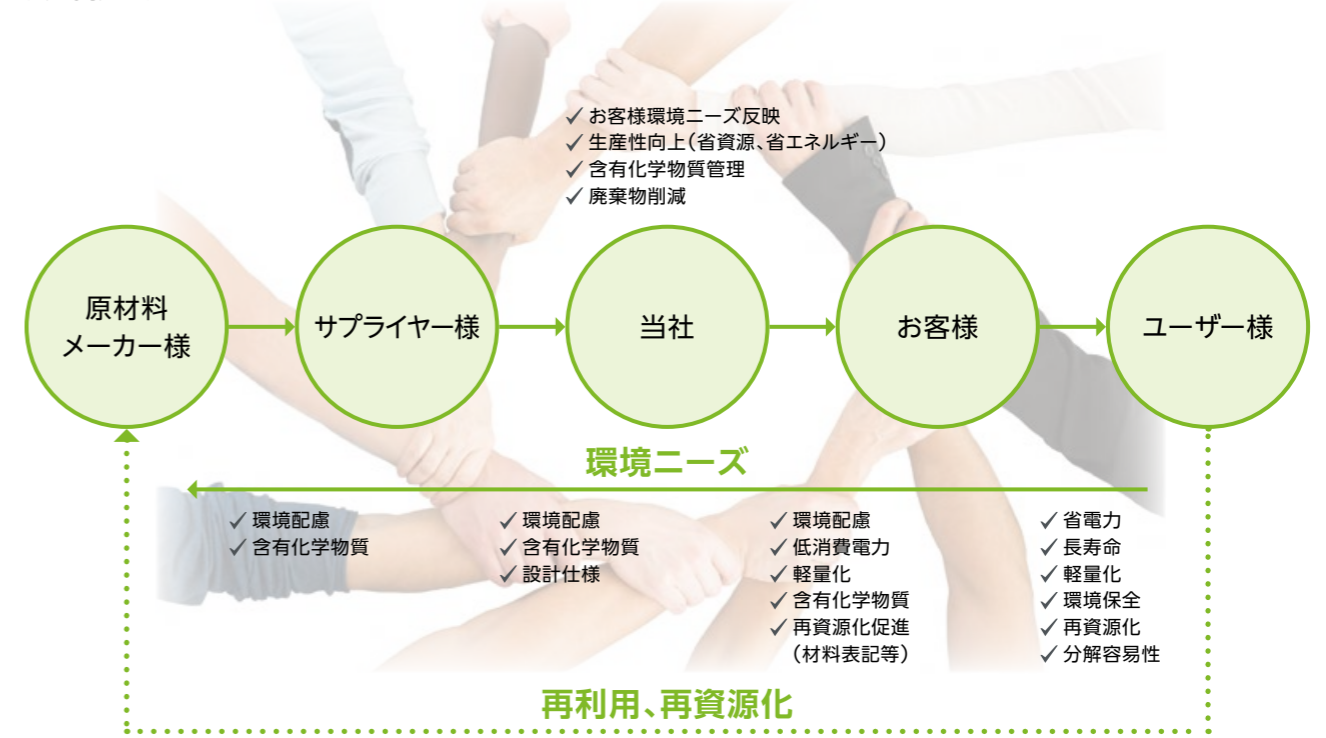 ✓ お客様環境ニーズ反映
✓ 生産性向上(省資源、省エネルギー)
✓ 含有化学物質管理
✓ 廃棄物削減
原材料
メーカー様
サプライヤー様
当社
お客様
ユーザー様
環境ニーズ
✓ 環境配慮
✓ 含有化学物質
✓ 環境配慮
✓ 含有化学物質
✓ 設計仕様
✓ 環境配慮
✓ 低消費電力
✓ 軽量化
✓ 含有化学物質
✓ 再資源化促進
(材料表記等)
✓ 省電力
✓ 長寿命
✓ 軽量化
✓ 環境保全
✓ 再資源化
✓ 分解容易性
再利用、再資源化